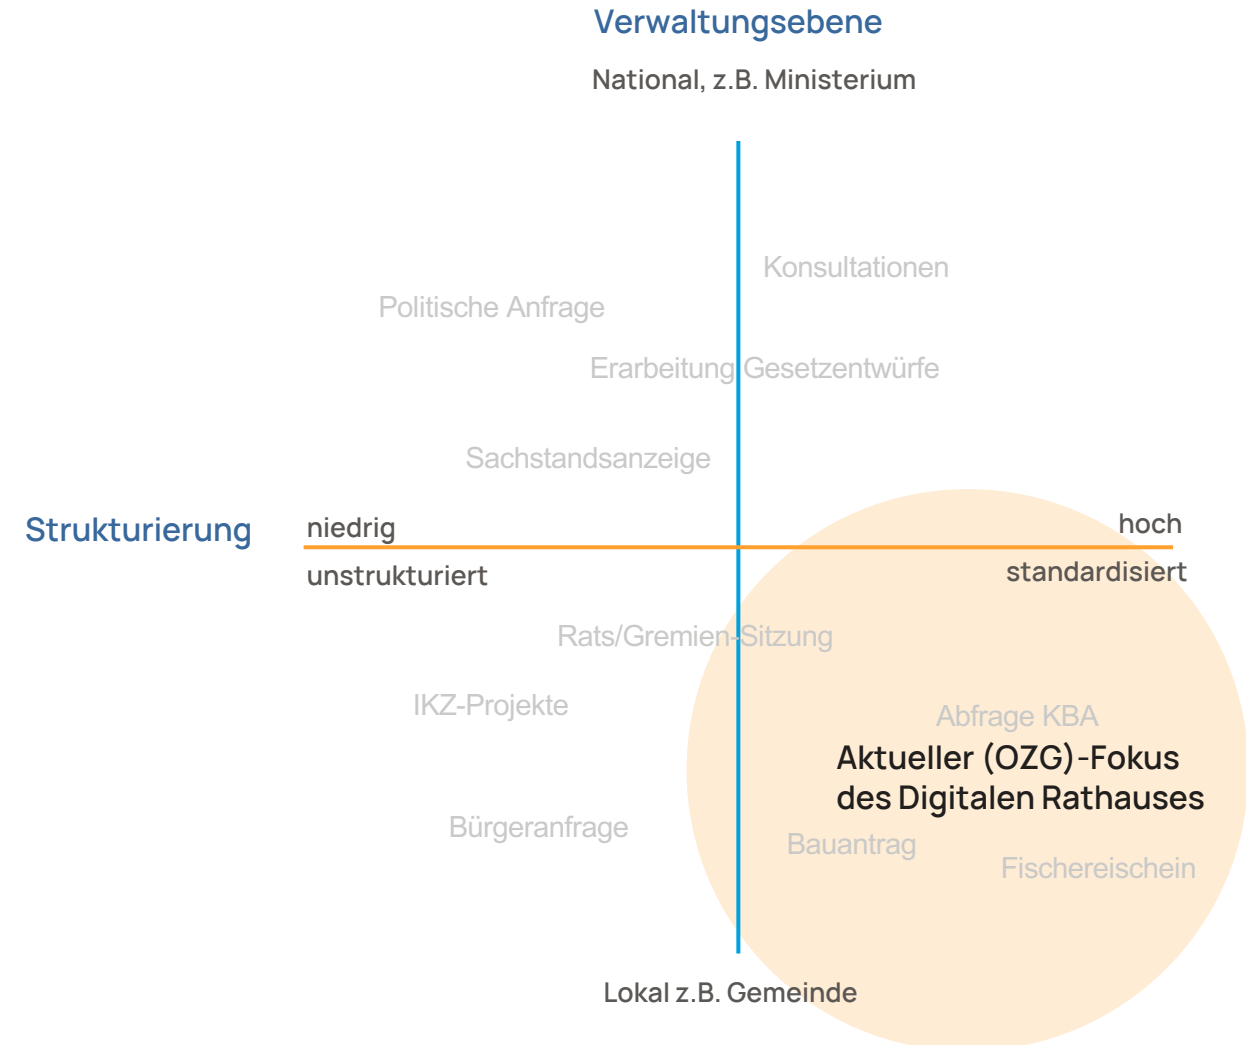 Verwaltungsebene
National, z.B. Ministerium
Konsultationen
Politische Anfrage
Erarbeitung Gesetzentwürfe
Sachstandsanzeige
Strukturierung
niedrig
hoch
unstrukturiert
standardisiert
Rats/Gremien-Sitzung
IKZ-Projekte
Abfrage KBA
Aktueller (OZG)-Fokus
des Digitalen Rathauses
Bürgeranfrage
Bauantrag
Fischereischein
Lokal z.B. Gemeinde